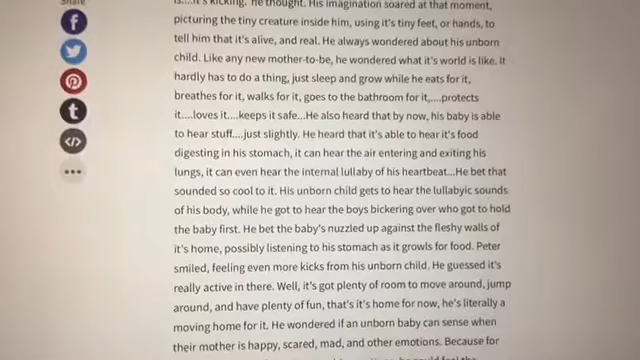 Share
is....it's kicking. he thought. His imagination soared at that moment,
picturing the tiny creature inside him, using it's tiny feet, or hands, to
tell him that it's alive, and real. He always wondered about his unborn
child. Like any new mother-to-be, he wondered what it's world is like. It
hardly has to do a thing, just sleep and grow while he eats for it,
breathes for it, walks for it, goes to the bathroom for it,....protects
it....loves it....keeps it safe...He also heard that by now, his baby is able
to hear stuff....just slightly. He heard that it's able to hear it's food
digesting in his stomach, it can hear the air entering and exiting his
lungs, it can even hear the internal lullaby of his heartbeat...He bet that
sounded so cool to it. His unborn child gets to hear the lullabyic sounds
of his body, while he got to hear the boys bickering over who got to hold
the baby first. He bet the baby's nuzzled up against the fleshy walls of
it's home, possibly listening to his stomach as it growls for food. Peter
smiled, feeling even more kicks from his unborn child. He guessed it's
really active in there. Well, it's got plenty of room to move around, jump
around, and have plenty of fun, that's it's home for now, he's literally a
moving home for it. He wondered if an unborn baby can sense when
their mother is happy, scared, mad, and other emotions. Because for